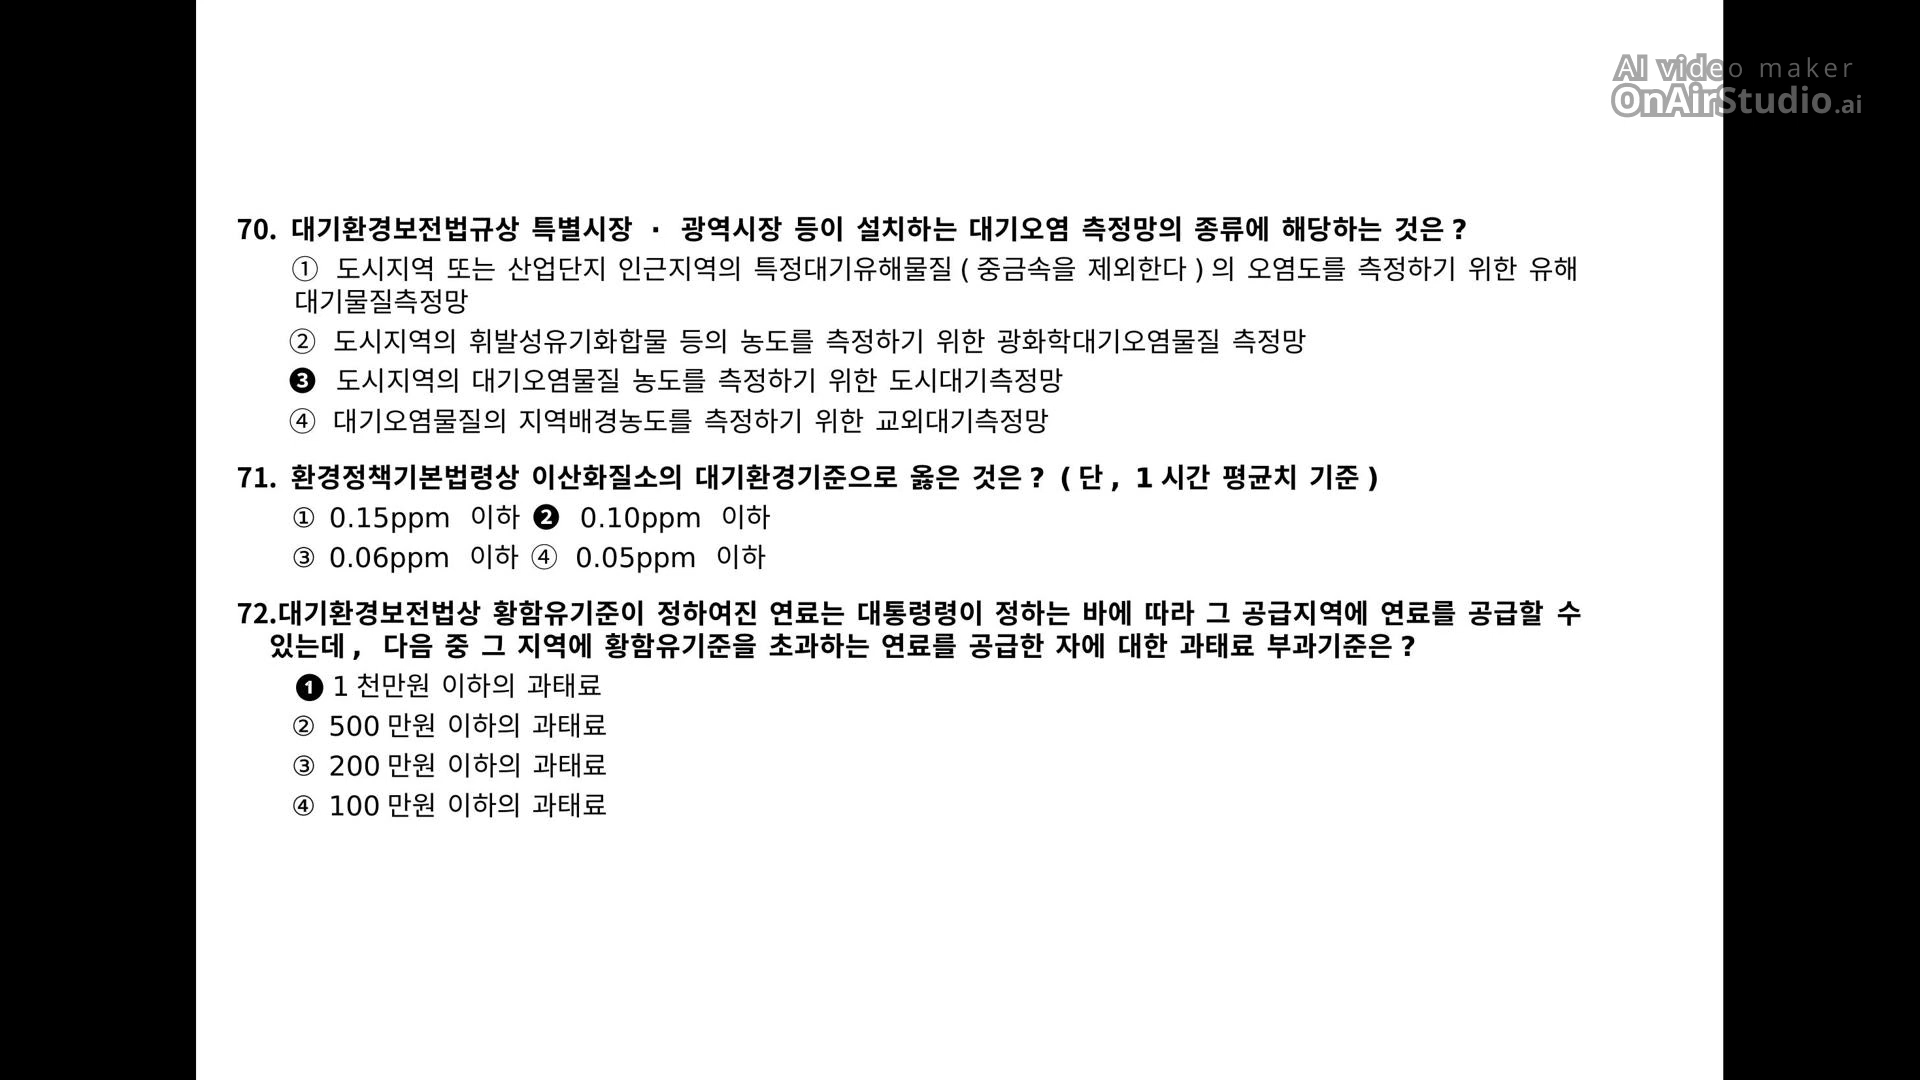 AI video maker
OnAirStudio.ai
70. 대기환경보전법규상 특별시장 · 광역시장 등이 설치하는 대기오염 측정망의 종류에 해당하는 것은 ?
① 도시지역 또는 산업단지 인근지역의 특정대기유해물질 ( 중금속을 제외한다 ) 의 오염도를 측정하기 위한 유해
대기물질측정망
② 도시지역의 휘발성유기화합물 등의 농도를 측정하기 위한 광화학대기오염물질 측정망
❸ 도시지역의 대기오염물질 농도를 측정하기 위한 도시대기측정망
④ 대기오염물질의 지역배경농도를 측정하기 위한 교외대기측정망
71. 환경정책기본법령상 이산화질소의 대기환경기준으로 옳은 것은 ? ( 단 , 1 시간 평균치 기준 )
① 0.15ppm 이하 ❷ 0.10ppm 이하
③ 0.06ppm 이하 ④ 0.05ppm 이하
72.대기환경보전법상 황함유기준이 정하여진 연료는 대통령령이 정하는 바에 따라 그 공급지역에 연료를 공급할 수
있는데 , 다음 중 그 지역에 황함유기준을 초과하는 연료를 공급한 자에 대한 과태료 부과기준은 ?
❶ 1 천만원 이하의 과태료
② 500 만원 이하의 과태료
③ 200 만원 이하의 과태료
④ 100 만원 이하의 과태료